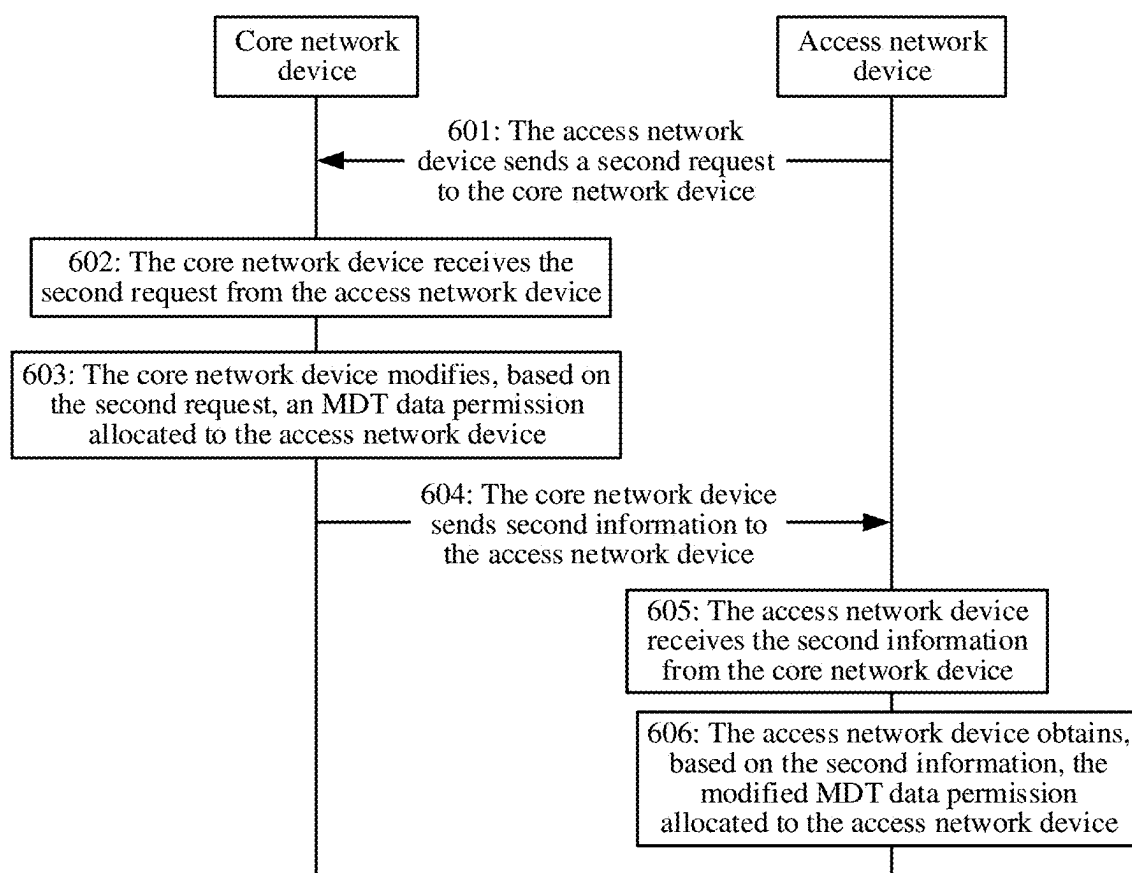 Core network
device
Access network
device
601: The access network
device sends a second request
to the core network device
602: The core network device receives the
second request from the access network device
603: The core network device modifies, based on
the second request, an MDT data permission
allocated to the access network device
604: The core network device
sends second information to
the access network device
605: The access network device
receives the second information
from the core network device
606: The access network device obtains,
based on the second information, the
modified MDT data permission
allocated to the access network device